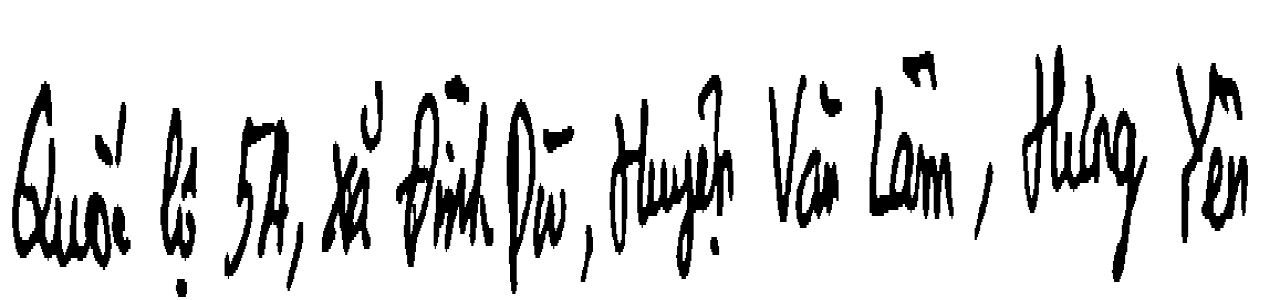 Quốc lộ 5A, Xã Đình Dù, Huyện Văn Lâm, Hưng Yên